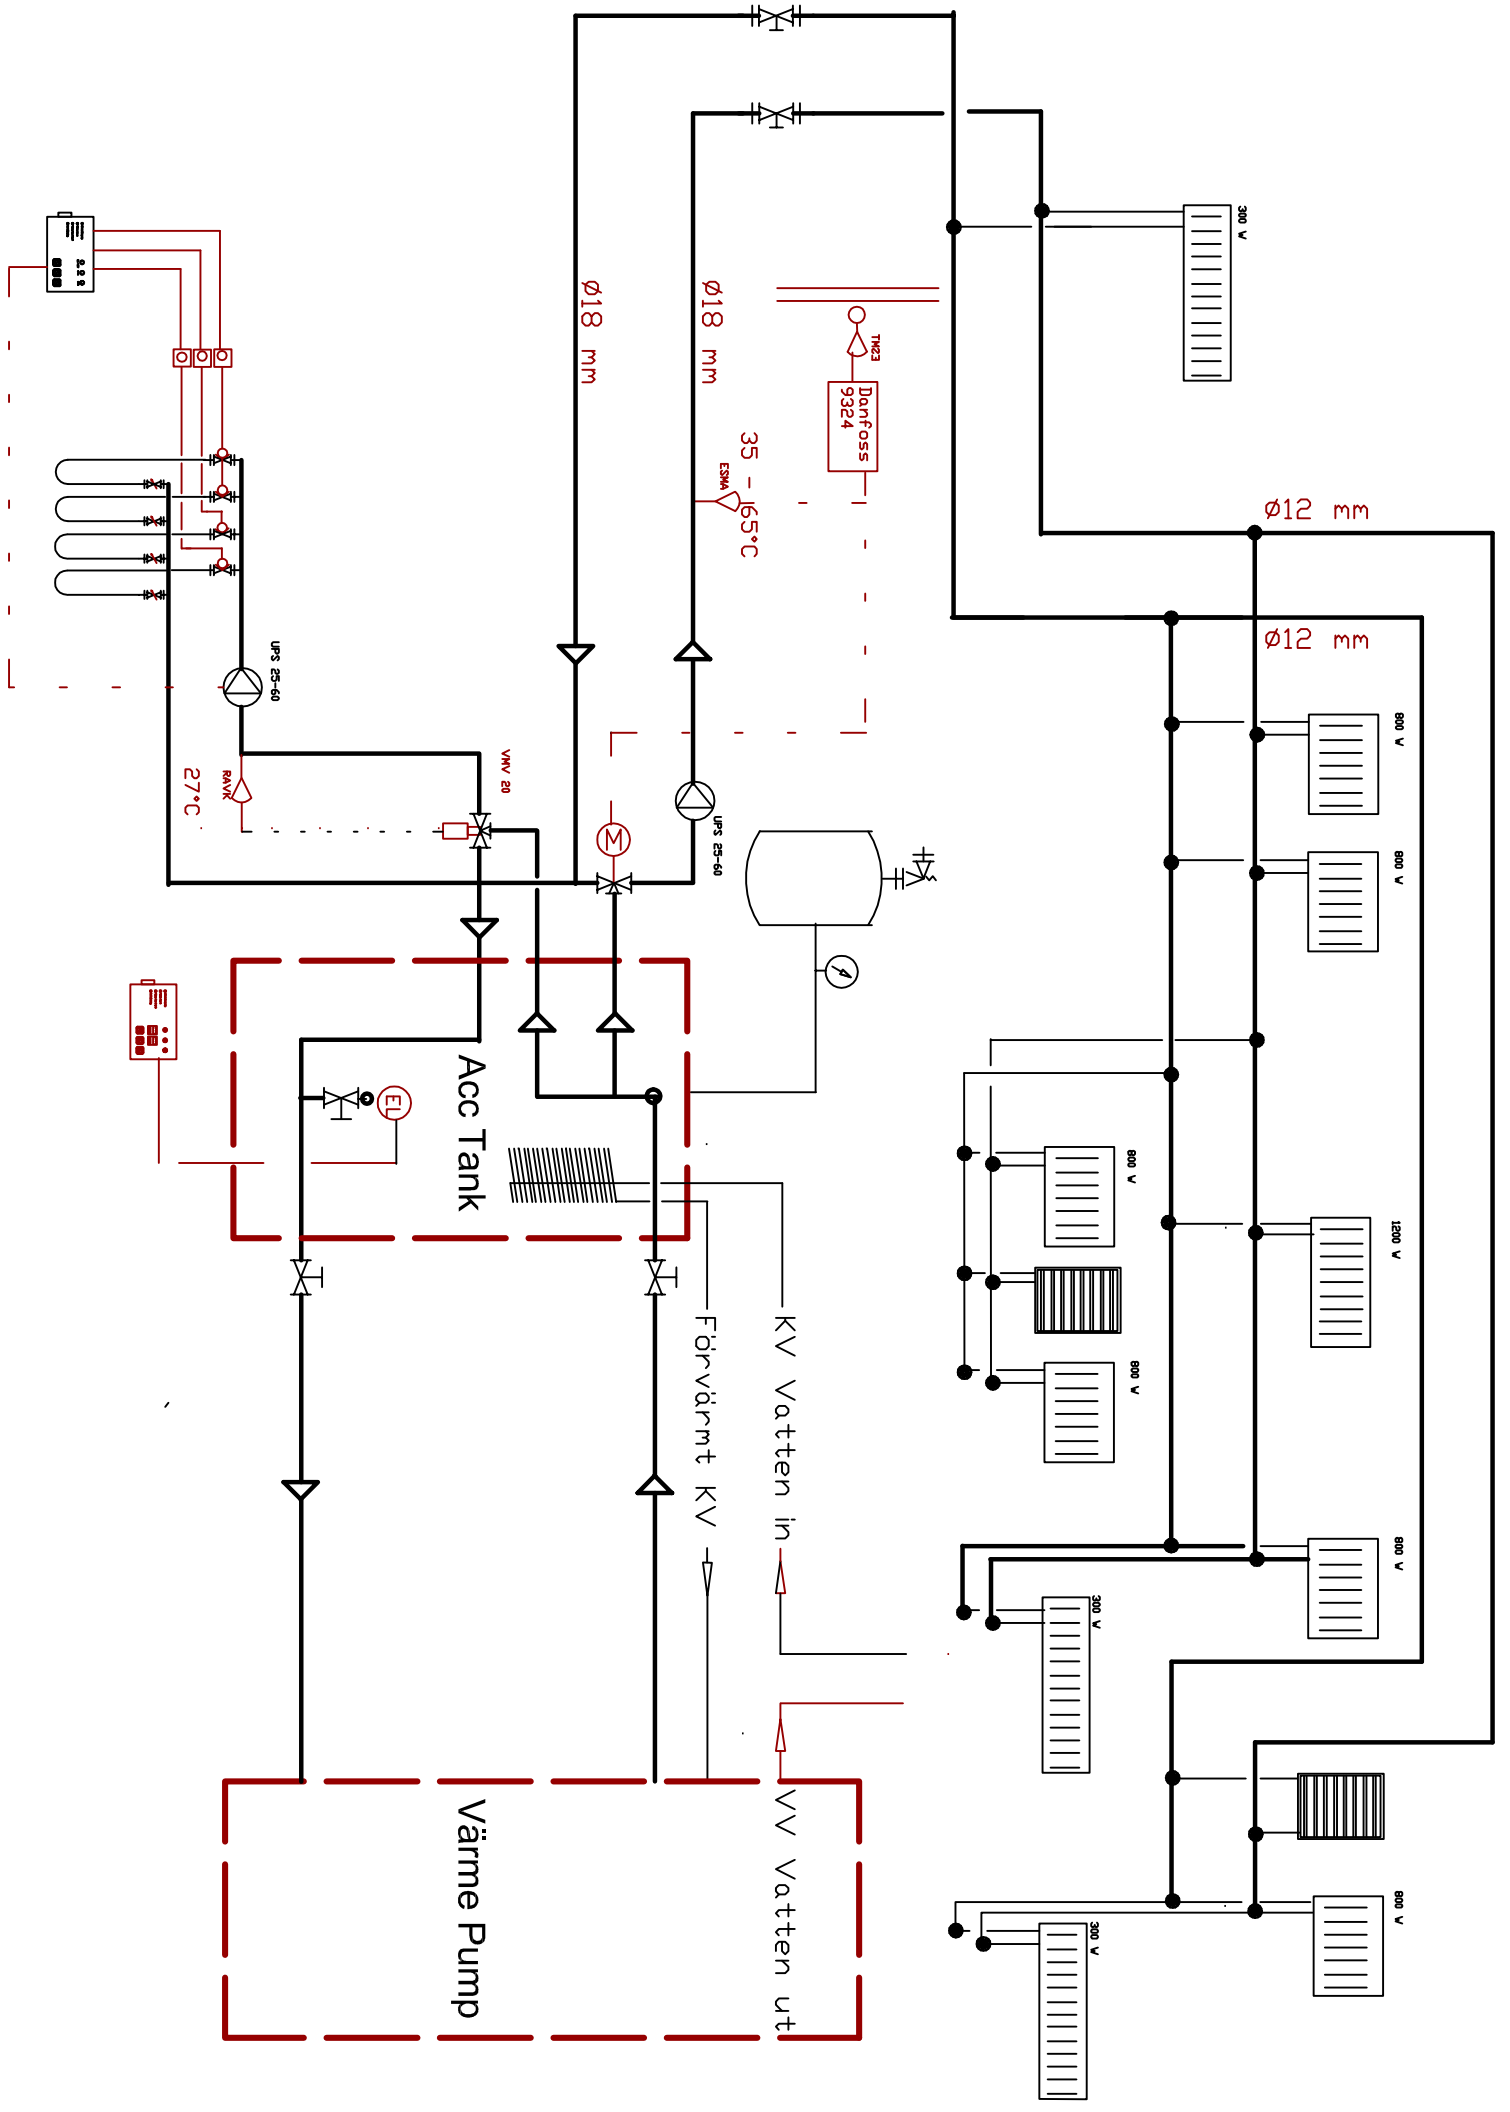 800 W
800 W
1200 W
800 W
800 W
Ø12 mm
Ø12 mm
300 W
800 W
800 W
300 W
300 W
TM23
Danfoss
9324
KV Vatten in
VV Vatten ut
35 - 65°C
ESMA
UPS 25-60
Ø18 mm
Förvärmt KV
M
Ø18 mm
VMV 20
Acc Tank
Värme Pump
EL
UPS 25-60
RAVK
27°C